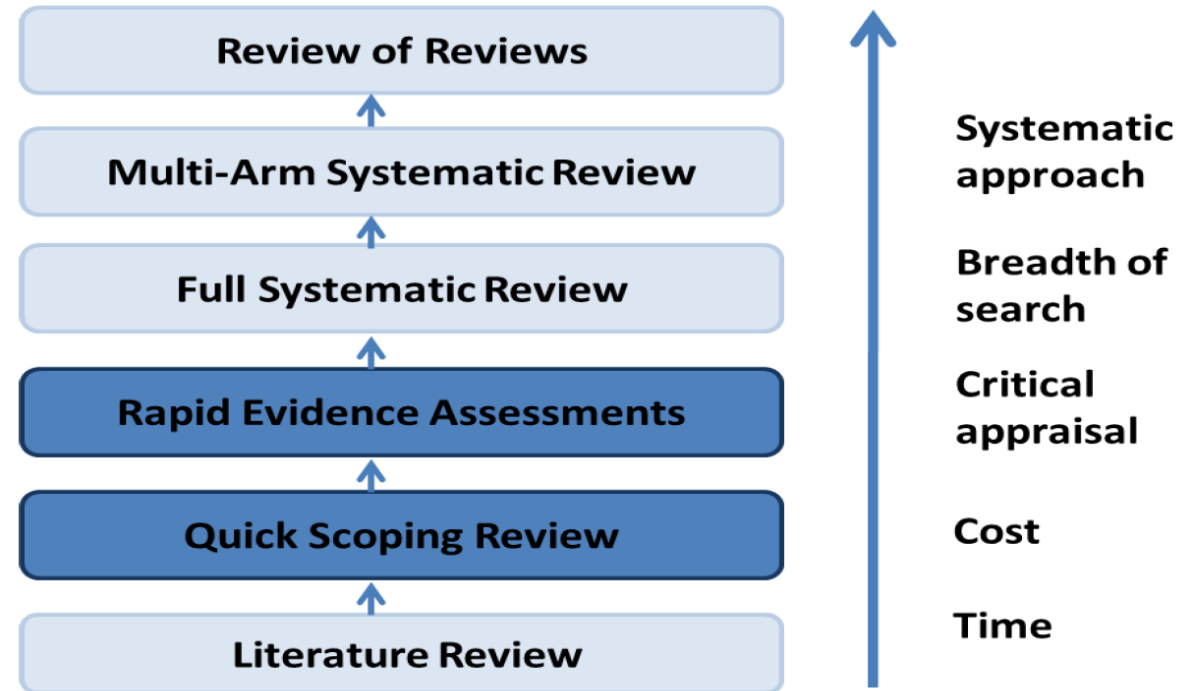 Review of Reviews
Multi-Arm Systematic Review
Full Systematic Review
Rapid Evidence Assessments
Quick Scoping Review
Literature Review
Systematic
approach
Breadth of
search
Critical
appraisal
Cost
Time